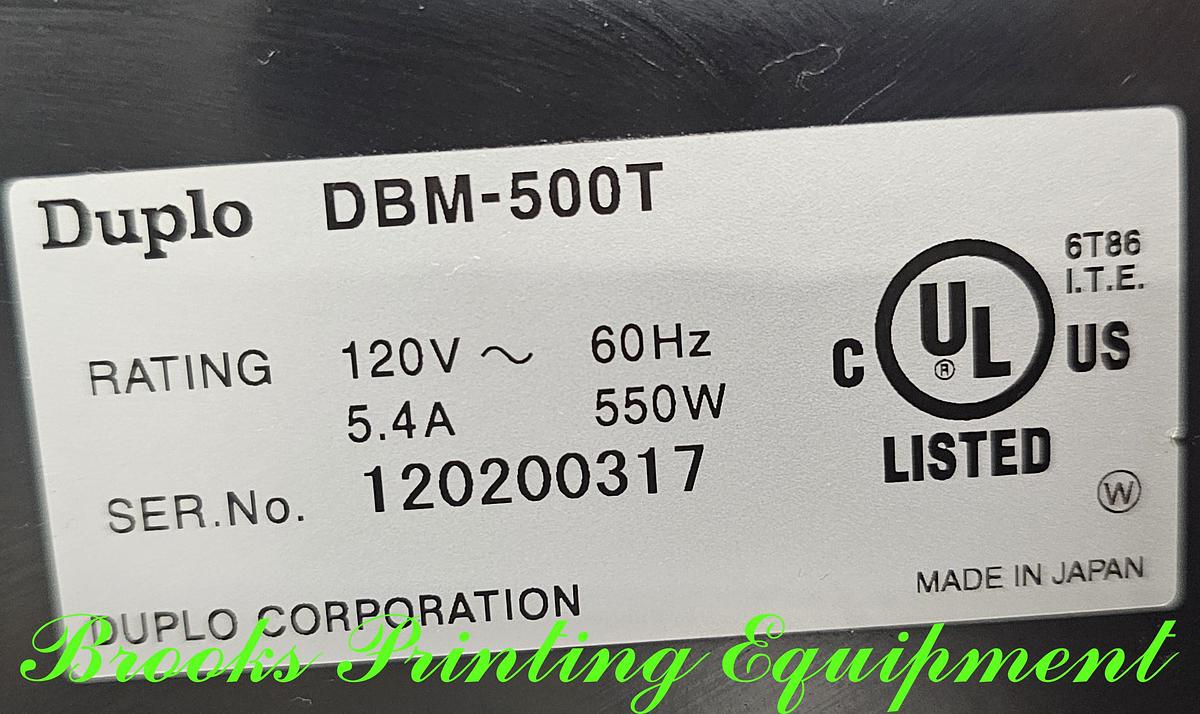 Duplo DBM-500T
6T86
I.T.E.
RATING 120V ~ 60Hz
5.4A 550W
C UL® US
LISTED
SER.No. 120200317
W
MADE IN JAPAN
DUPLO CORPORATION
Brooks Printing Equipment